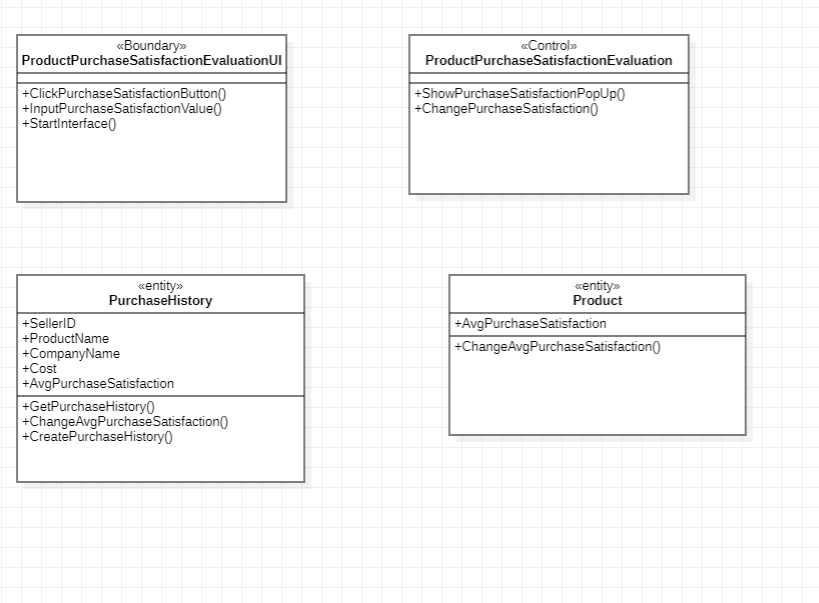 «Boundary»
ProductPurchaseSatisfactionEvaluationUI
+ClickPurchaseSatisfactionButton()
+InputPurchaseSatisfactionValue()
+StartInterface()
«Control»
ProductPurchaseSatisfactionEvaluation
+ShowPurchaseSatisfactionPopUp()
+ChangePurchaseSatisfaction()
«entity»
PurchaseHistory
+SellerID
+ProductName
+CompanyName
+Cost
+AvgPurchaseSatisfaction
+GetPurchaseHistory()
+ChangeAvgPurchaseSatisfaction()
+CreatePurchaseHistory()
«entity»
Product
+AvgPurchaseSatisfaction
+ChangeAvgPurchaseSatisfaction()